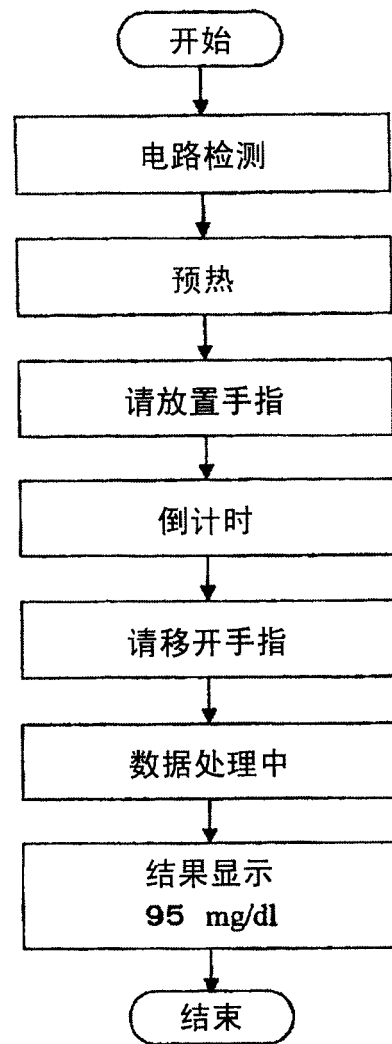 开始
电路检测
预热
请放置手指
倒计时
请移开手指
数据处理中
结果显示
95 mg/dl
结束